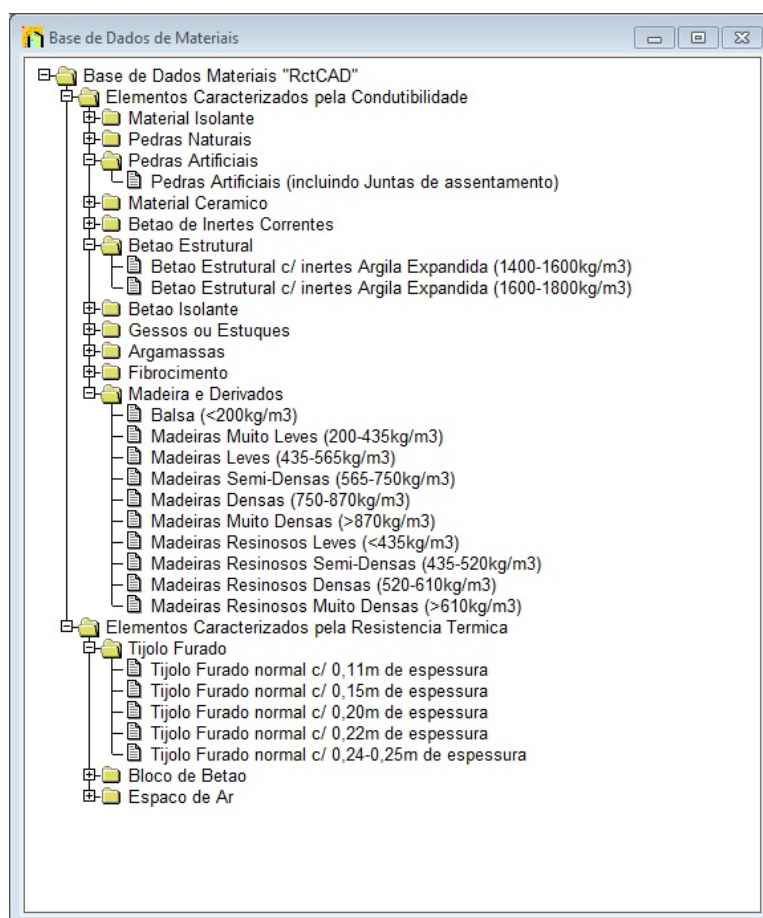 Base de Dados de Materiais
Base de Dados Materiais "RctCAD"
Elementos Caracterizados pela Condutibilidade
Material Isolante
Pedras Naturais
Pedras Artificiais
Pedras Artificiais (incluindo Juntas de assentamento)
Material Ceramico
Betao de Inertes Correntes
Betao Estrutural
Betao Estrutural c/ inertes Argila Expandida (1400-1600kg/m3)
Betao Estrutural c/ inertes Argila Expandida (1600-1800kg/m3)
Betao Isolante
Gessos ou Estuques
Argamassas
Fibrocimento
Madeira e Derivados
Balsa (<200kg/m3)
Madeiras Muito Leves (200-435kg/m3)
Madeiras Leves (435-565kg/m3)
Madeiras Semi-Densas (565-750kg/m3)
Madeiras Densas (750-870kg/m3)
Madeiras Muito Densas (>870kg/m3)
Madeiras Resinosos Leves (<435kg/m3)
Madeiras Resinosos Semi-Densas (435-520kg/m3)
Madeiras Resinosos Densas (520-610kg/m3)
Madeiras Resinosos Muito Densas (>610kg/m3)
Elementos Caracterizados pela Resistencia Termica
Tijolo Furado
Tijolo Furado normal c/ 0,11m de espessura
Tijolo Furado normal c/ 0,15m de espessura
Tijolo Furado normal c/ 0,20m de espessura
Tijolo Furado normal c/ 0,22m de espessura
Tijolo Furado normal c/ 0,24-0,25m de espessura
Bloco de Betao
Espaco de Ar